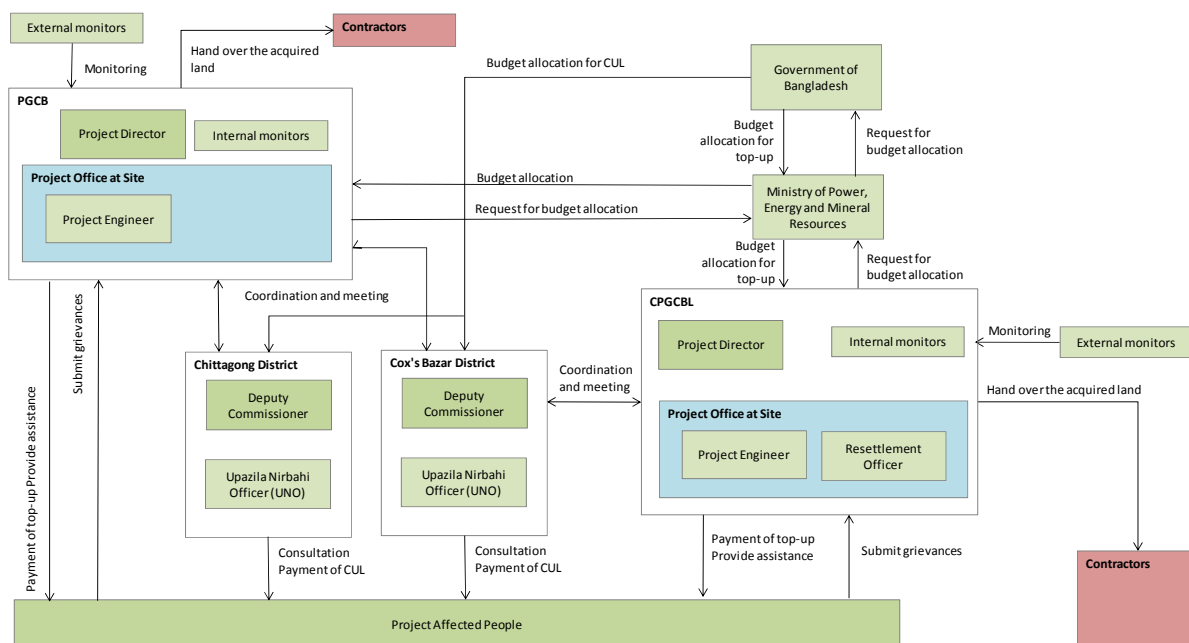 External monitors
Monitoring
Hand over the acquired
land
Contractors
Budget allocation for CUL
Government of
Bangladesh
PGCB
Project Director
Internal monitors
Project Office at Site
Project Engineer
Budget
allocation for
top-up
Request for
budget allocation
Budget allocation
Request for budget allocation
Ministry of Power,
Energy and Mineral
Resources
Budget
allocation for
top-up
Request for
budget allocation
Coordination and meeting
Payment of top-up Provide assistance
Submit grievances
Chittagong District
Deputy
Commissioner
Upazila Nirbahi
Officer (UNO)
Cox's Bazar District
Deputy
Commissioner
Upazila Nirbahi
Officer (UNO)
Coordination
and meeting
CPGCBL
Project Director
Internal monitors
Monitoring
External monitors
Project Office at Site
Project Engineer
Resettlement
Officer
Hand over the acquired land
Consultation
Payment of CUL
Consultation
Payment of CUL
Payment of top-up
Provide assistance
Submit grievances
Contractors
Project Affected People